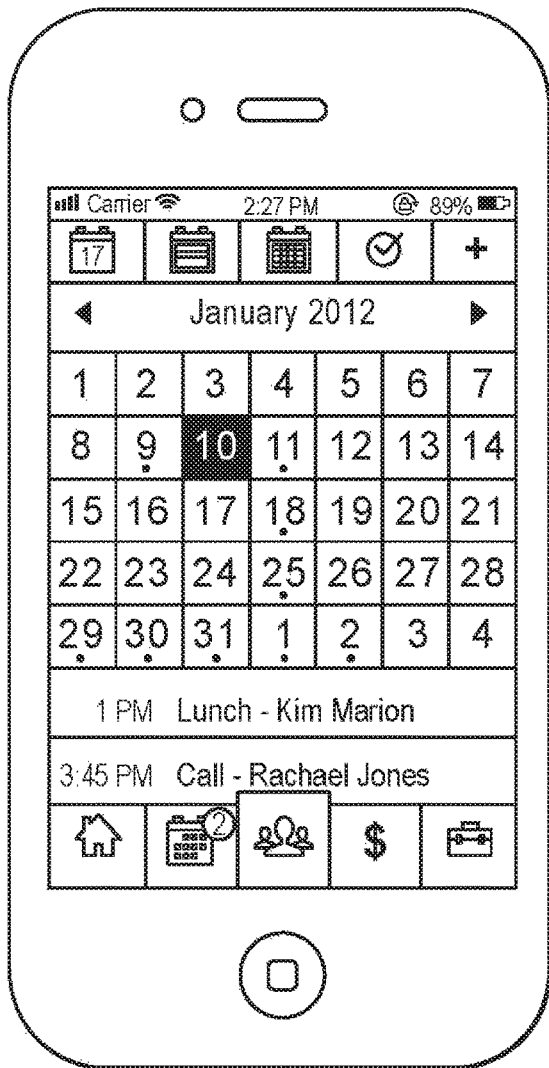 Carrier 2:27 PM 89%
17 +
January 2012
1 2 3 4 5 6 7
8 9 10 11 12 13 14
15 16 17 18 19 20 21
22 23 24 25 26 27 28
29 30 31 1 2 3 4
1 PM Lunch - Kim Marion
3:45 PM Call - Rachael Jones
2 $